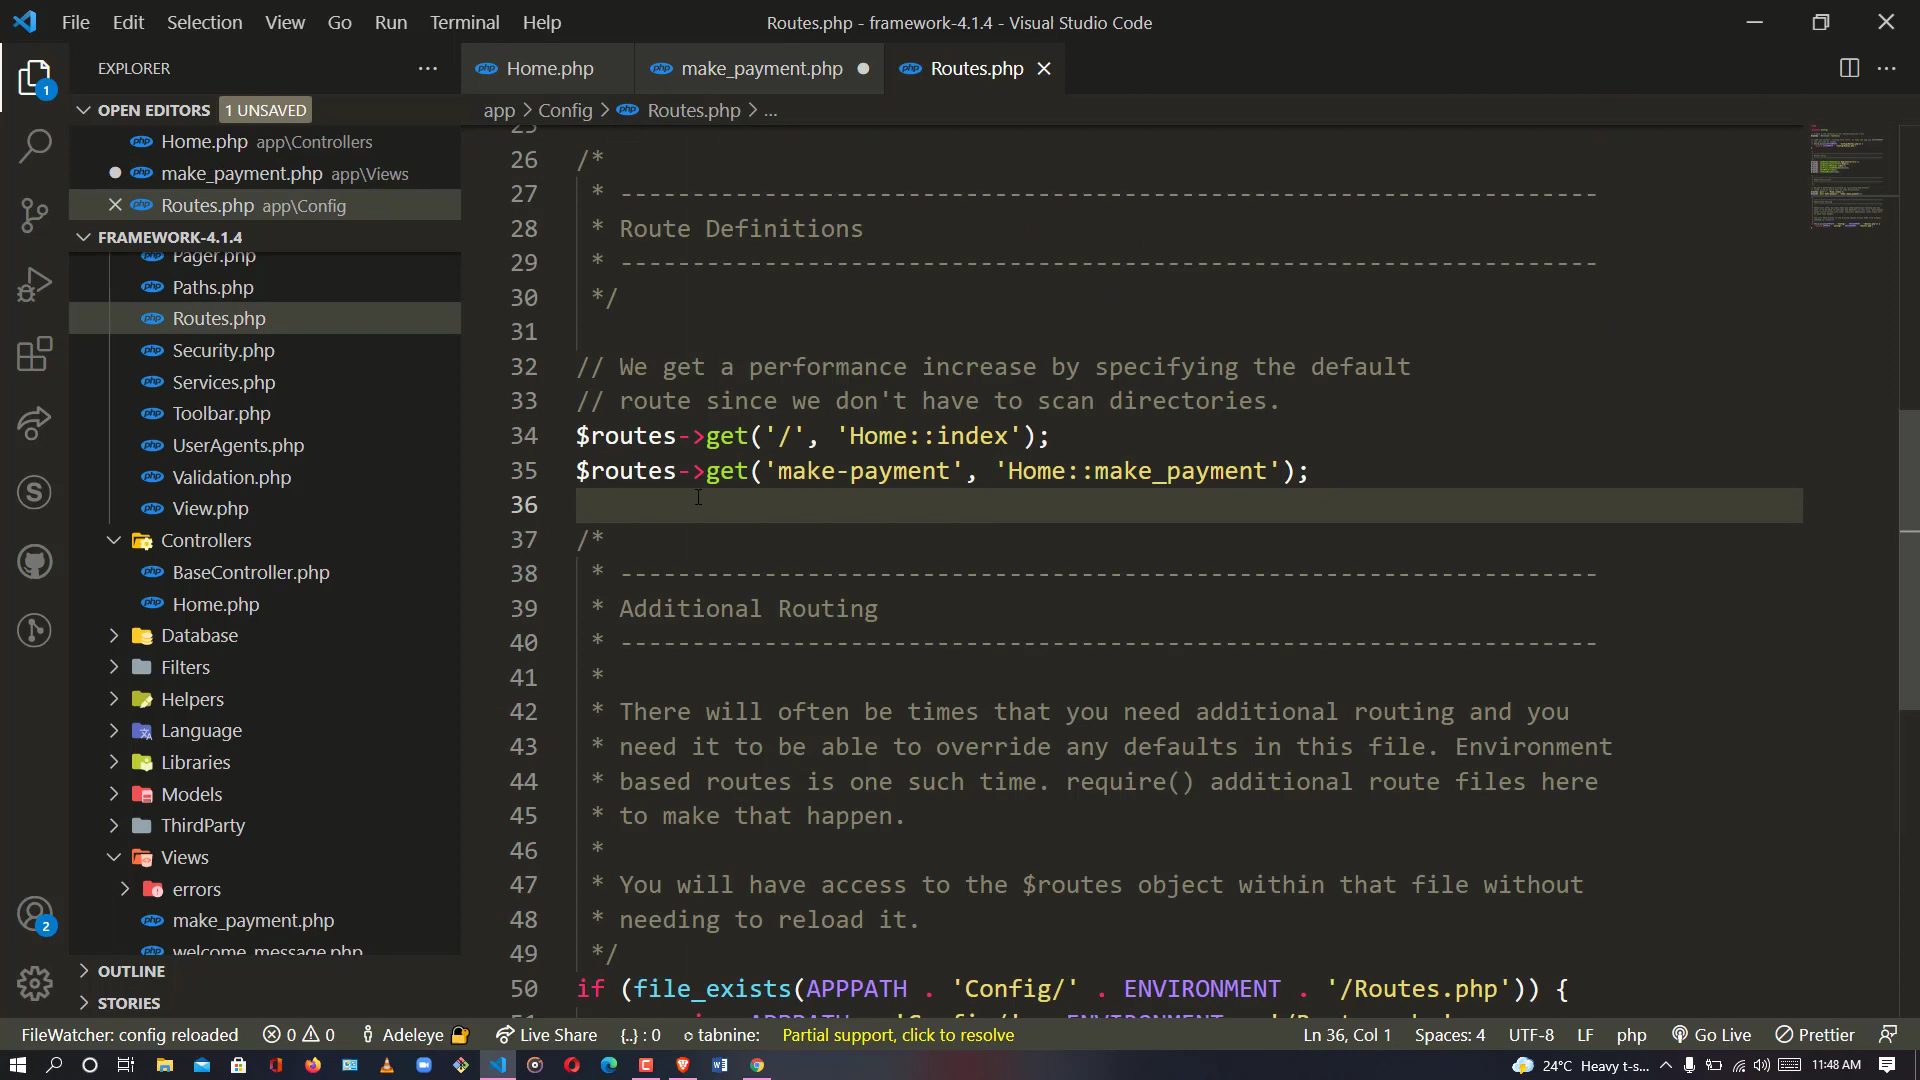 File Edit Selection View Go Run Terminal Help
Routes.php - framework-4.1.4 - Visual Studio Code
EXPLORER
Home.php
make_payment.php
Routes.php
OPEN EDITORS 1 UNSAVED
app > Config > Routes.php > ...
Home.php app\Controllers
make_payment.php app\Views
Routes.php app\Config
FRAMEWORK-4.1.4
Pager.php
Paths.php
Routes.php
Security.php
Services.php
Toolbar.php
UserAgents.php
Validation.php
View.php
Controllers
BaseController.php
Home.php
Database
Filters
Helpers
Language
Libraries
Models
ThirdParty
Views
errors
make_payment.php
welcome_message.php
OUTLINE
STORIES
1
2
25
26 /*
27 * --------------------------------------------------------------------
28 * Route Definitions
29 * --------------------------------------------------------------------
30 */
31
32 // We get a performance increase by specifying the default
33 // route since we don't have to scan directories.
34 $routes->get('/', 'Home::index');
35 $routes->get('make-payment', 'Home::make_payment');
36
37 /*
38 * --------------------------------------------------------------------
39 * Additional Routing
40 * --------------------------------------------------------------------
41 *
42 * There will often be times that you need additional routing and you
43 * need it to be able to override any defaults in this file. Environment
44 * based routes is one such time. require() additional route files here
45 * to make that happen.
46 *
47 * You will have access to the $routes object within that file without
48 * needing to reload it.
49 */
50 if (file_exists(APPPATH . 'Config/' . ENVIRONMENT . '/Routes.php')) {
FileWatcher: config reloaded 0 0 Adeleye Live Share {..} : 0 tabnine: Partial support, click to resolve Ln 36, Col 1 Spaces: 4 UTF-8 LF php Go Live Prettier
24°C Heavy t-s... 11:48 AM